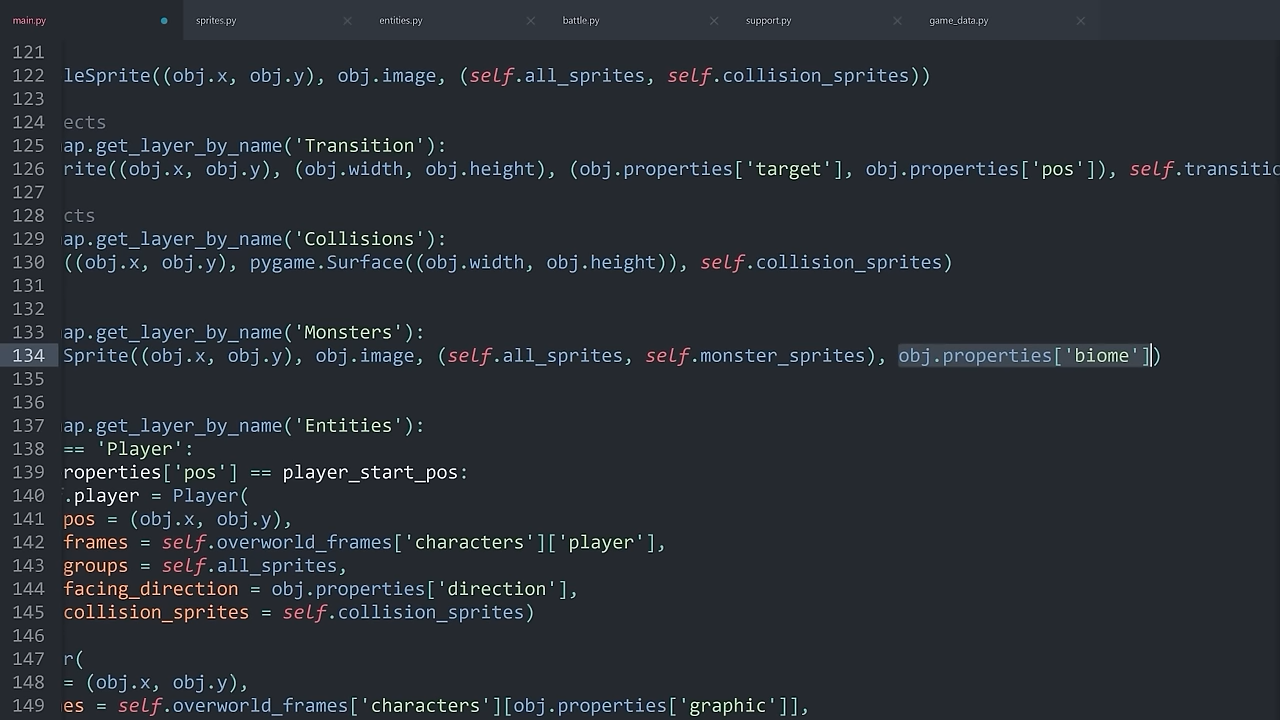 main.py sprites.py entities.py battle.py support.py game_data.py
121
122 leSprite((obj.x, obj.y), obj.image, (self.all_sprites, self.collision_sprites))
123
124 ects
125 ap.get_layer_by_name('Transition'):
126 rite((obj.x, obj.y), (obj.width, obj.height), (obj.properties['target'], obj.properties['pos']), self.transitio
127
128 cts
129 ap.get_layer_by_name('Collisions'):
130 ((obj.x, obj.y), pygame.Surface((obj.width, obj.height)), self.collision_sprites)
131
132
133 ap.get_layer_by_name('Monsters'):
134 Sprite((obj.x, obj.y), obj.image, (self.all_sprites, self.monster_sprites), obj.properties['biome'])
135
136
137 ap.get_layer_by_name('Entities'):
138 == 'Player':
139 roperties['pos'] == player_start_pos:
140 .player = Player(
141 pos = (obj.x, obj.y),
142 frames = self.overworld_frames['characters']['player'],
143 groups = self.all_sprites,
144 facing_direction = obj.properties['direction'],
145 collision_sprites = self.collision_sprites)
146
147 r(
148 = (obj.x, obj.y),
149 es = self.overworld_frames['characters'][obj.properties['graphic']],